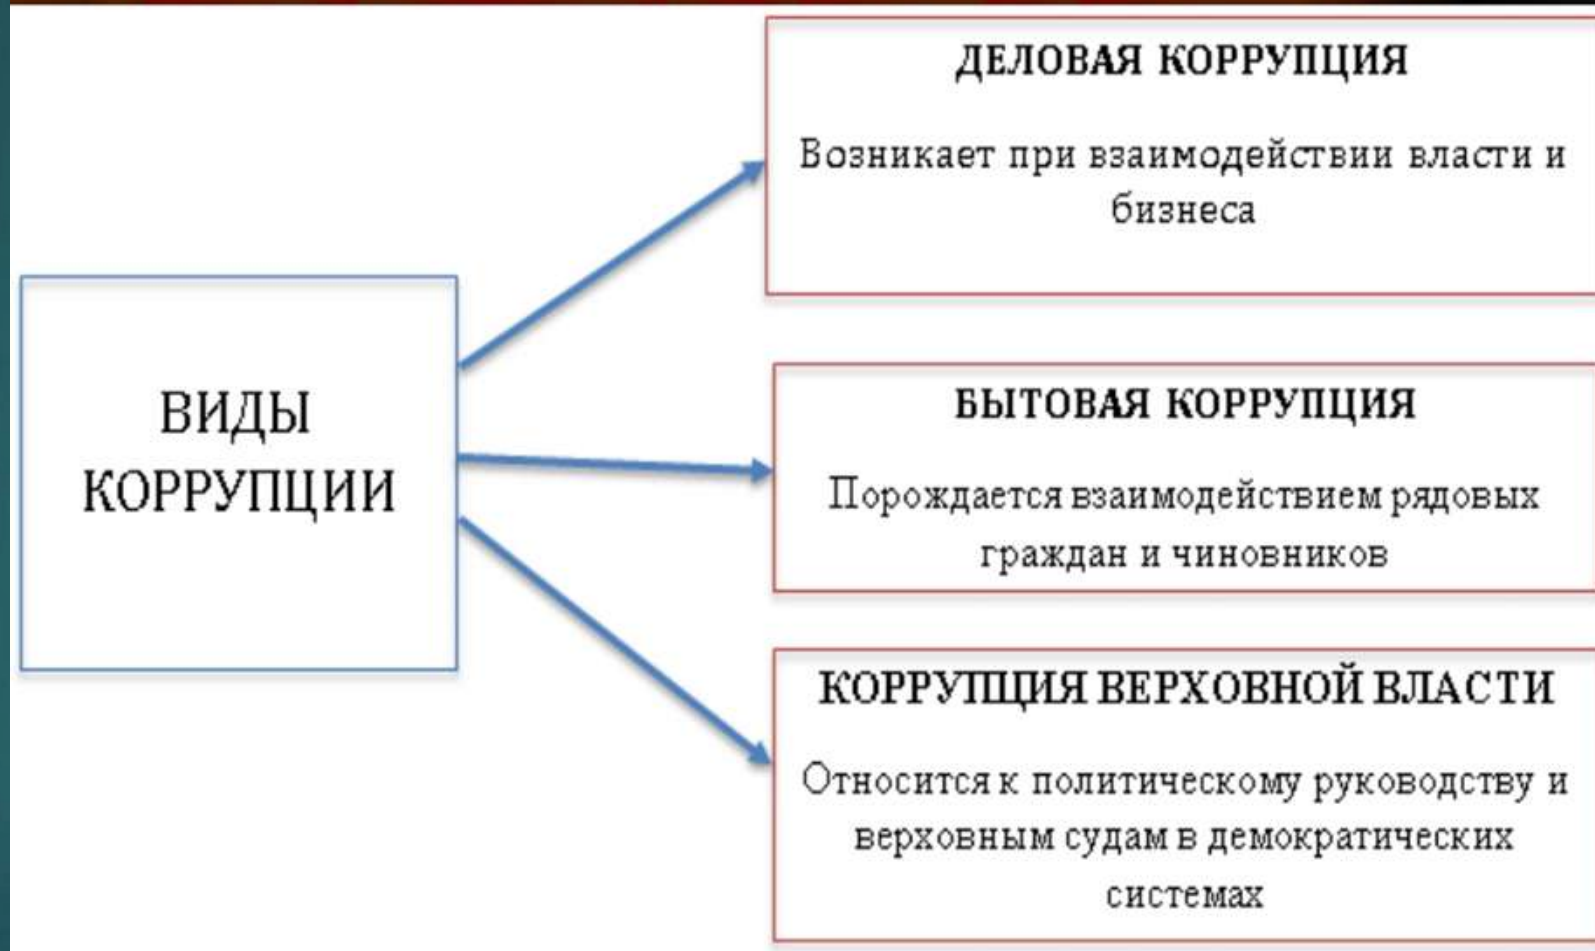 ВИДЫ
КОРРУПЦИИ
ДЕЛОВАЯ КОРРУПЦИЯ
Возникает при взаимодействии власти и
бизнеса
БЫТОВАЯ КОРРУПЦИЯ
Порождается взаимодействием рядовых
граждан и чиновников
КОРРУПЦИЯ ВЕРХОВНОЙ ВЛАСТИ
Относится к политическому руководству и
верховным судам в демократических
системах